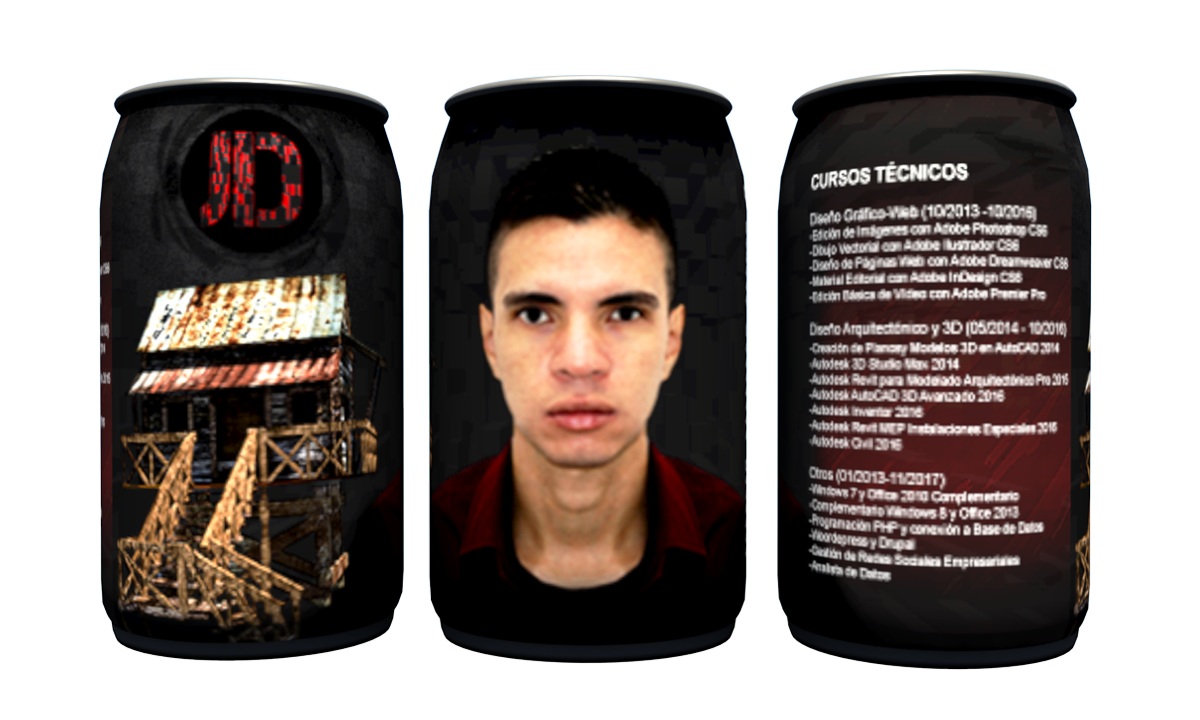 JD
CURSOS TÉCNICOS
Diseño Gráfico-Web (10/2013 -10/2016)
-Edición de Imágenes con Adobe Photoshop CS6
-Dibujo Vectorial con Adobe Ilustrador CS6
-Diseño de Páginas Web con Adobe Dreamweaver CS6
-Material Editorial con Adobe InDesign CS6
-Edición Básica de Video con Adobe Premier Pro
Diseño Arquitectónico y 3D (05/2014 - 10/2016)
-Creación de Planos y Modelos 3D en AutoCAD 2014
-Autodesk 3D Studio Max 2014
-Autodesk Revit para Modelado Arquitectónico Pro 2015
-Autodesk AutoCAD 3D Avanzado 2016
-Autodesk Inventor 2016
-Autodesk Revit MEP Instalaciones Especiales 2016
-Autodesk Civil 2016
Otros (01/2013-11/2017)
-Windows 7 y Office 2010 Complementario
-Complementario Windows 8 y Office 2013
-Programación PHP y conexión a Base de Datos
-Woordepress y Drupal
-Gestión de Redes Sociales Empresariales
-Analista de Datos